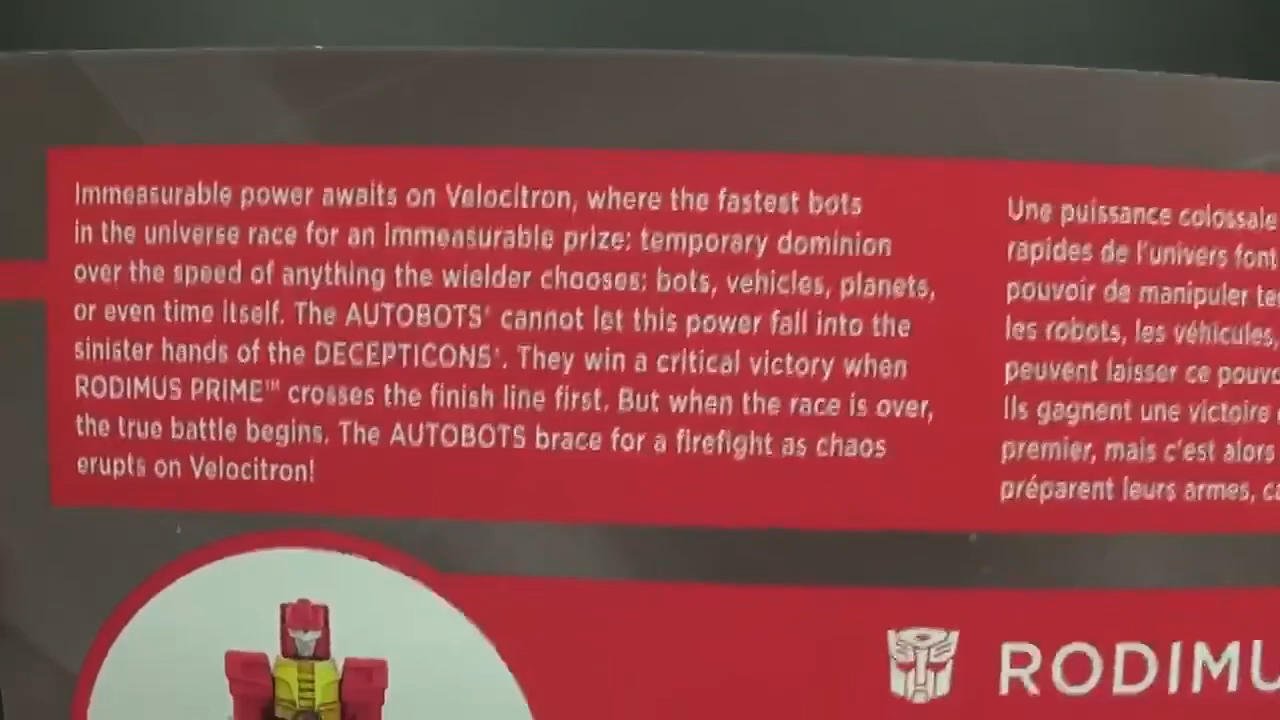 Immeasurable power awaits on Velocitron, where the fastest bots
in the universe race for an immeasurable prize: temporary dominion
over the speed of anything the wielder chooses: bots, vehicles, planets,
or even time itself. The AUTOBOTS® cannot let this power fall into the
sinister hands of the DECEPTICONS®. They win a critical victory when
RODIMUS PRIME™ crosses the finish line first. But when the race is over,
the true battle begins. The AUTOBOTS brace for a firefight as chaos
erupts on Velocitron!
Une puissance colossale
rapides de l'univers font
pouvoir de manipuler
les robots, les véhicules,
peuvent laisser ce
Ils gagnent une victoire
premier, mais c'est alors
préparent leurs armes,
RODIMU